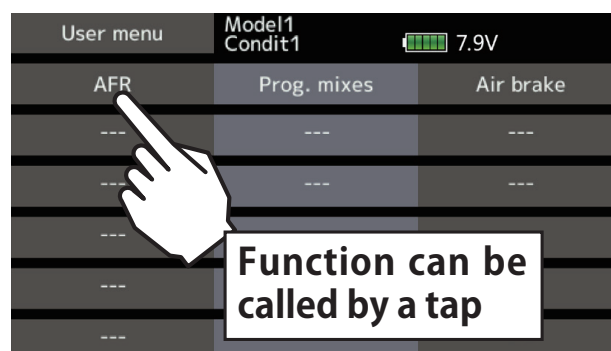 User menu
Model1
Condit1
7.9V
AFR
Prog. mixes
Air brake
---
---
---
---
---
---
---
---
---
Function can be
called by a tap